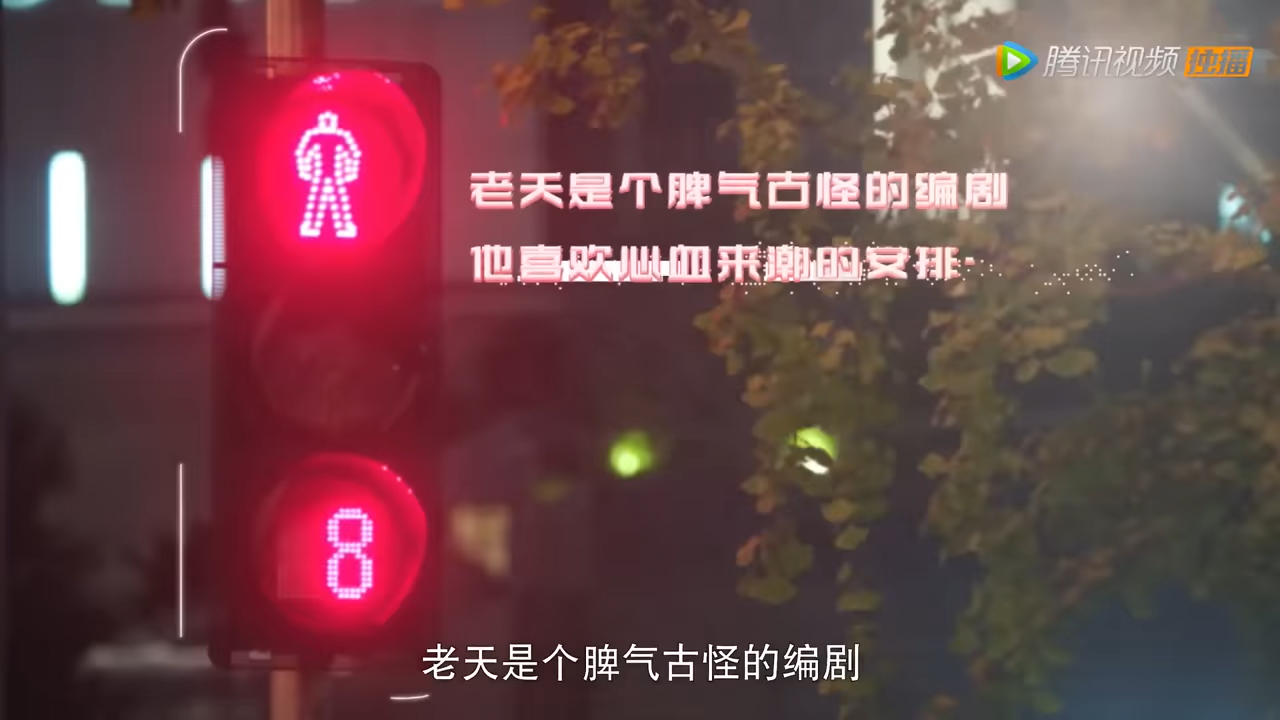 腾讯视频 独播
老天是个脾气古怪的编剧
他喜欢心血来潮的安排
8
老天是个脾气古怪的编剧